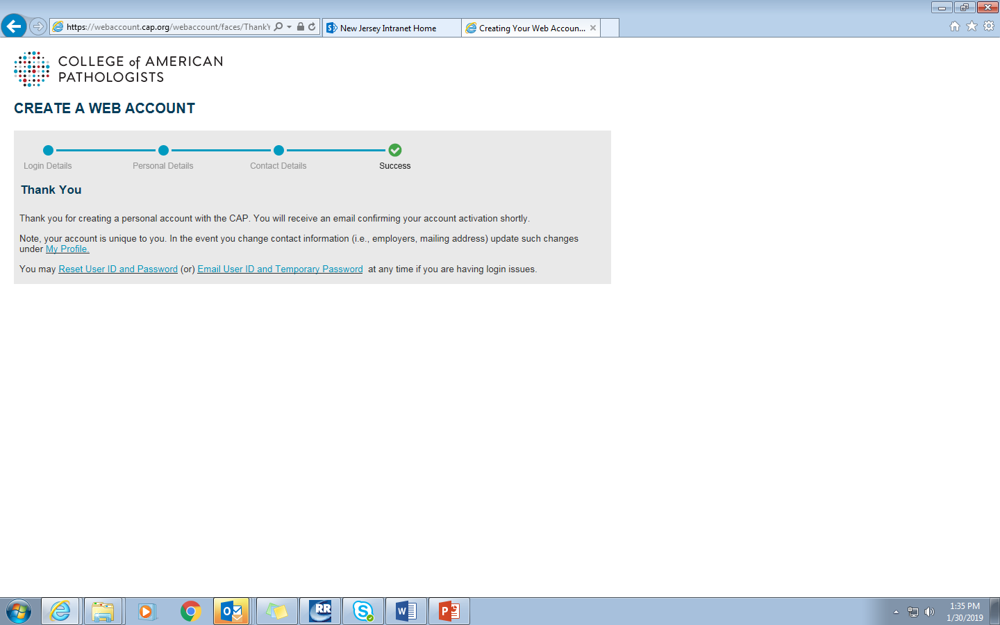 https://webaccount.cap.org/webaccount/faces/ThankY
New Jersey Intranet Home
Creating Your Web Accoun...
COLLEGE of AMERICAN
PATHOLOGISTS
CREATE A WEB ACCOUNT
Login Details
Personal Details
Contact Details
Success
Thank You
Thank you for creating a personal account with the CAP. You will receive an email confirming your account activation shortly.
Note, your account is unique to you. In the event you change contact information (i.e., employers, mailing address) update such changes
under My Profile.
You may Reset User ID and Password (or) Email User ID and Temporary Password at any time if you are having login issues.
RR
1:35 PM
1/30/2019